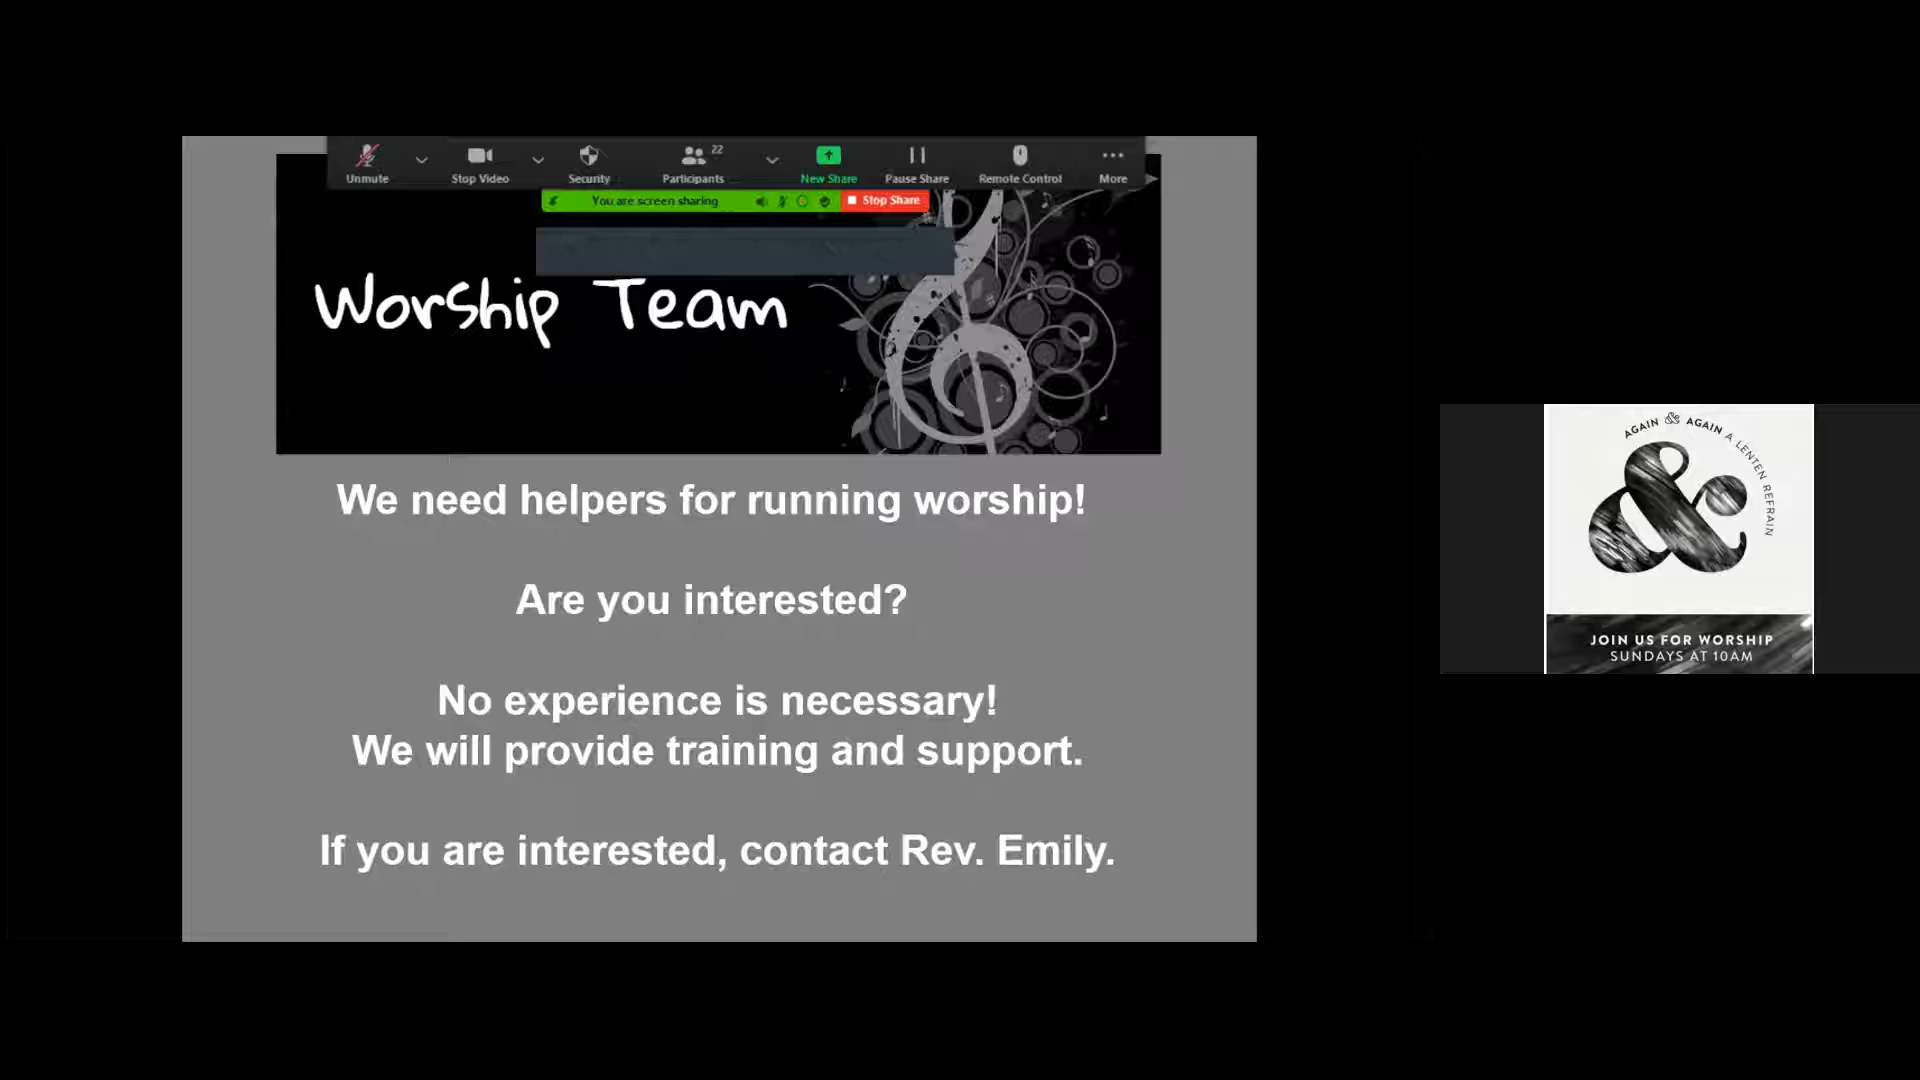 Unmute
Stop Video
Security
Participants
22
New Share
Pause Share
Remote Control
More
You are screen sharing
Stop Share
Worship Team
We need helpers for running worship!
Are you interested?
No experience is necessary!
We will provide training and support.
If you are interested, contact Rev. Emily.
AGAIN & AGAIN A LENTEN REFRAIN
&
JOIN US FOR WORSHIP
SUNDAYS AT 10AM